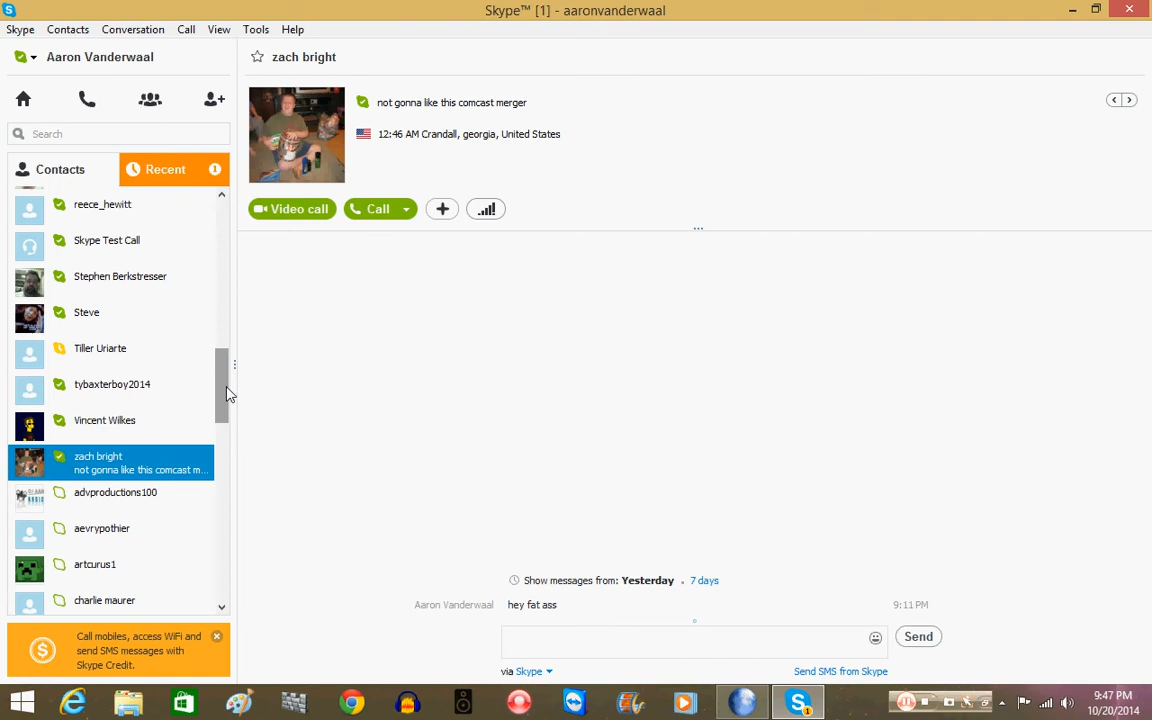 Skype™ [1] - aaronvanderwaal
Skype Contacts Conversation Call View Tools Help
Aaron Vanderwaal
Search
Contacts
Recent 1
reece_hewitt
Skype Test Call
Stephen Berkstresser
Steve
Tiller Uriarte
tybaxterboy2014
Vincent Wilkes
zach bright
not gonna like this comcast m...
advproductions100
aevrypothier
artcurus1
charlie maurer
Call mobiles, access WiFi and
send SMS messages with
Skype Credit.
zach bright
not gonna like this comcast merger
12:46 AM Crandall, georgia, United States
Video call
Call
Show messages from: Yesterday . 7 days
Aaron Vanderwaal hey fat ass 9:11 PM
Send
via Skype
Send SMS from Skype
9:47 PM
10/20/2014